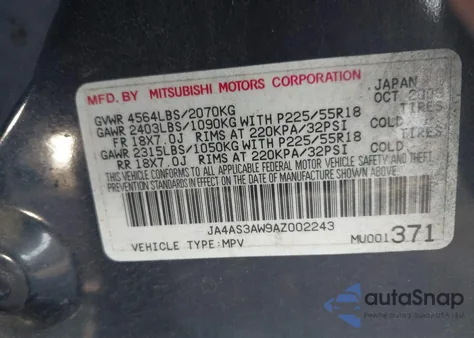 MFD. BY MITSUBISHI MOTORS CORPORATION JAPAN
GVWR 4564LBS/2070KG OCT
GAWR 2403LBS/1090KG WITH P225/55R18 TIRES
FR 18X7.0J RIMS AT 220KPA/32PSI COLD
GAWR 2315LBS/1050KG WITH P225/55R18 TIRES
RR 18X7.0J RIMS AT 220KPA/32PSI COLD
THIS VEHICLE CONFORMS TO ALL APPLICABLE FEDERAL MOTOR VEHICLE SAFETY, BUMPER, AND THEFT PREVENTION STANDARDS IN EFFECT ON THE DATE OF MANUFACTURE SHOWN ABOVE.
JA4AS3AW9AZ002243
VEHICLE TYPE:MPV MU001371
autoSnap